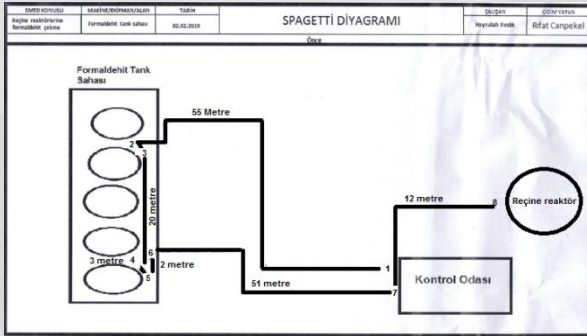 SMED KONUSU
MAKİNE/EKİPMAN/ALAN
TARİH
SPAGETTİ DİYAGRAMI
ÇALIŞAN
ÇİZİM YAPAN
Reçine reaktörlerine
formaldehit çekme
Formaldehit tank sahası
02.02.2019
Hayrullah Fındık
Rifat Canpekel
Önce
Formaldehit Tank
Sahası
55 Metre
2
3
20 metre
12 metre
8
Reçine reaktör
3 metre
4
5
6
2 metre
51 metre
1
7
Kontrol Odası